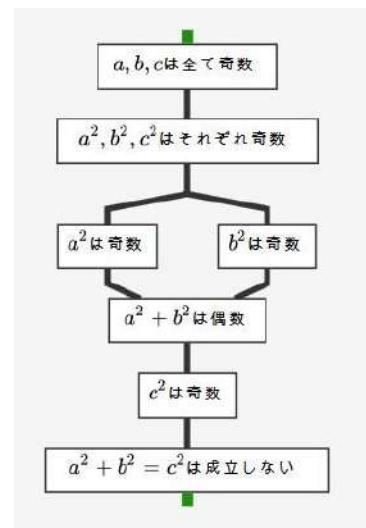 a, b, cは全て奇数
a², b², c²はそれぞれ奇数
a²は奇数
b²は奇数
a² + b²は偶数
c²は奇数
a² + b² = c²は成立しない